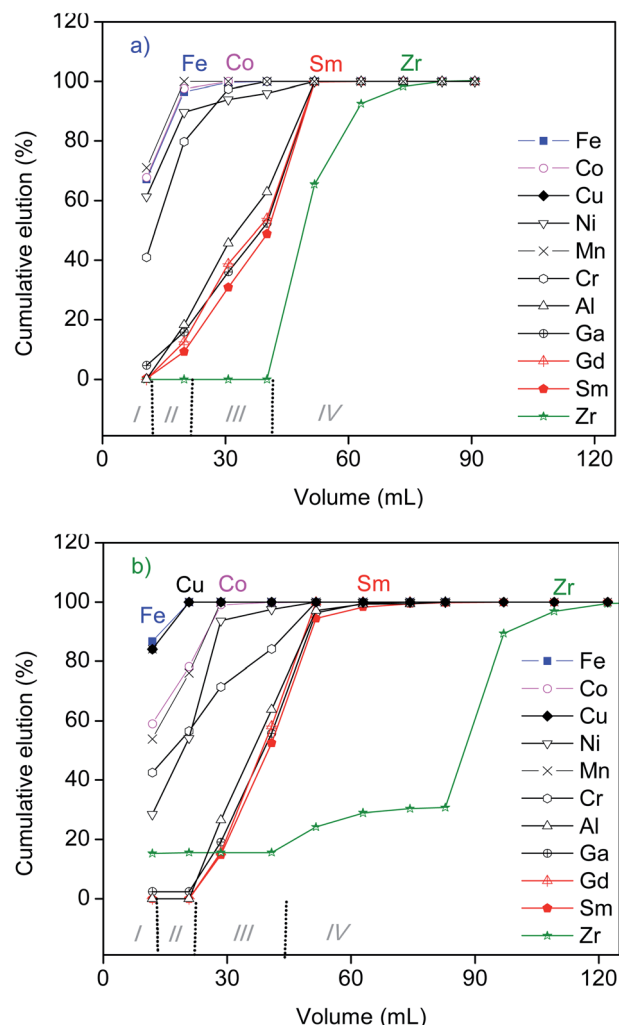 120
a)
Fe
Co
Sm
Zr
100
80
60
40
20
0
Cumulative elution (%)
Fe
Co
Cu
Ni
Mn
Cr
Al
Ga
Gd
Sm
Zr
I
II
III
IV
0
30
60
90
120
Volume (mL)
120
b)
Fe
Cu
Co
Sm
Zr
100
80
60
40
20
0
Cumulative elution (%)
Fe
Co
Cu
Ni
Mn
Cr
Al
Ga
Gd
Sm
Zr
I
II
III
IV
0
30
60
90
120
Volume (mL)